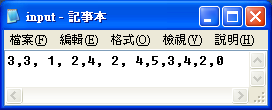 input - 記事本
檔案(F) 編輯(E) 格式(O) 檢視(V) 說明(H)
3,3, 1, 2,4, 2, 4,5,3,4,2,0